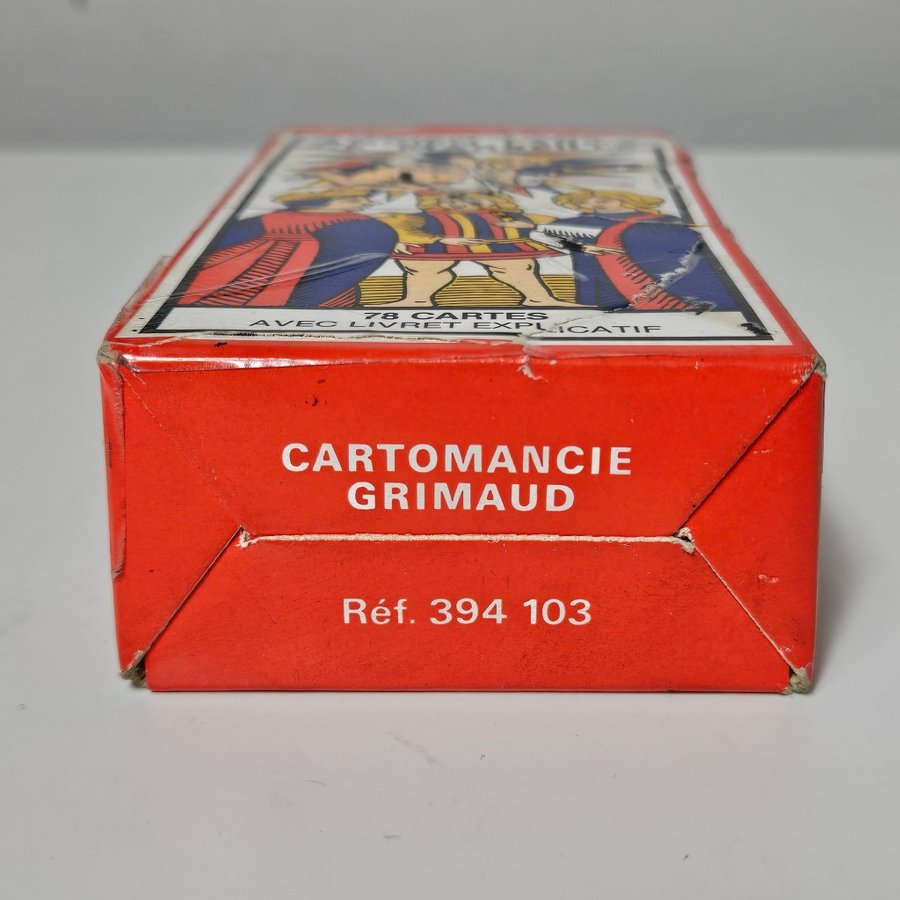 78 CARTES
AVEC LIVRET EXPLICATIF
CARTOMANCIE
GRIMAUD
Réf. 394 103